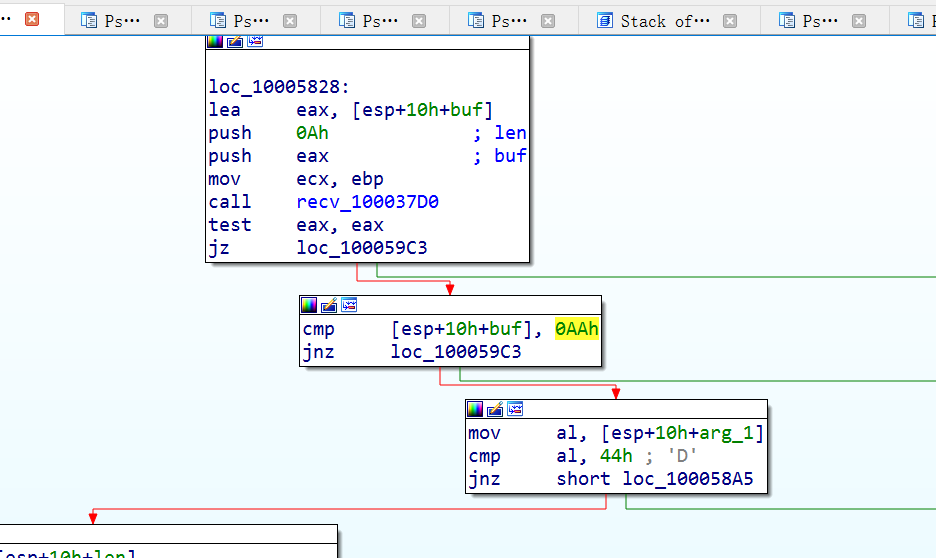 Ps···
Ps···
Ps···
Ps···
Stack of···
Ps···
loc_10005828:
lea eax, [esp+10h+buf]
push 0Ah ; len
push eax ; buf
mov ecx, ebp
call recv_100037D0
test eax, eax
jz loc_100059C3
cmp [esp+10h+buf], 0AAh
jnz loc_100059C3
mov al, [esp+10h+arg_1]
cmp al, 44h ; 'D'
jnz short loc_100058A5
[esp+10h+len]